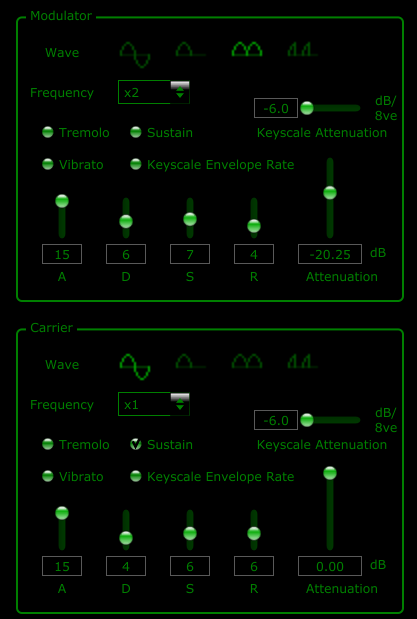 Modulator
Wave
Frequency x2
-6.0 dB/
8ve
Tremolo Sustain Keyscale Attenuation
Vibrato Keyscale Envelope Rate
15 6 7 4 -20.25 dB
A D S R Attenuation
Carrier
Wave
Frequency x1
-6.0 dB/
8ve
Tremolo Sustain Keyscale Attenuation
Vibrato Keyscale Envelope Rate
15 4 6 6 0.00 dB
A D S R Attenuation